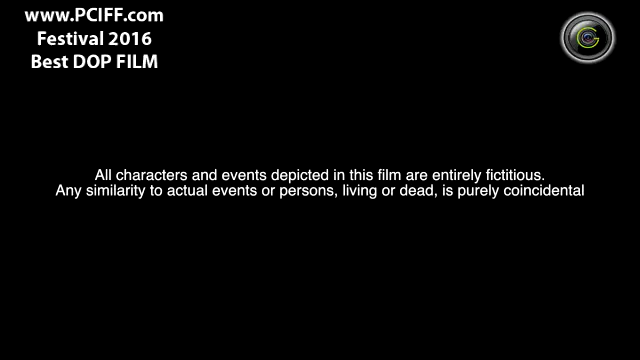 www.PCIFF.com
Festival 2016
Best DOP FILM
All characters and events depicted in this film are entirely fictitious.
Any similarity to actual events or persons, living or dead, is purely coincidental